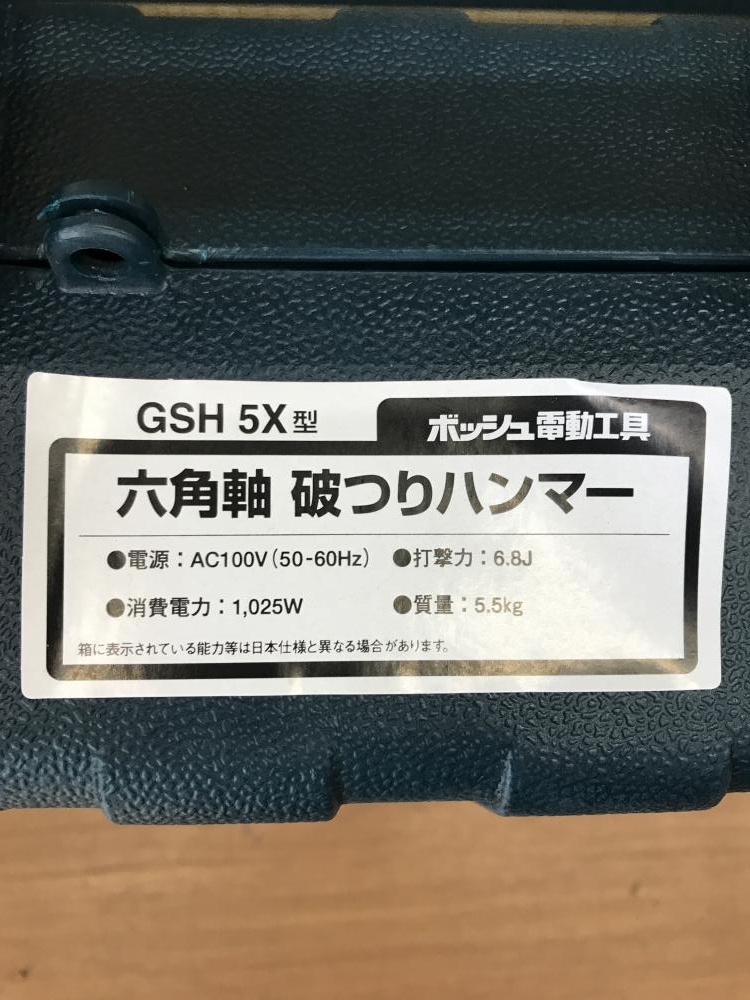 GSH 5X型
ボッシュ電動工具
六角軸 破つりハンマー
●電源：AC100V（50-60Hz） ●打撃力：6.8J
●消費電力：1,025W ●質量：5.5kg
箱に表示されている能力等は日本仕様と異なる場合があります。